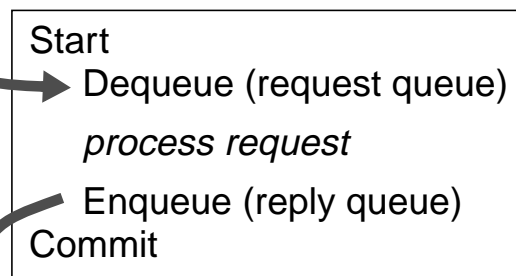 Start
Dequeue (request queue)
process request
Enqueue (reply queue)
Commit